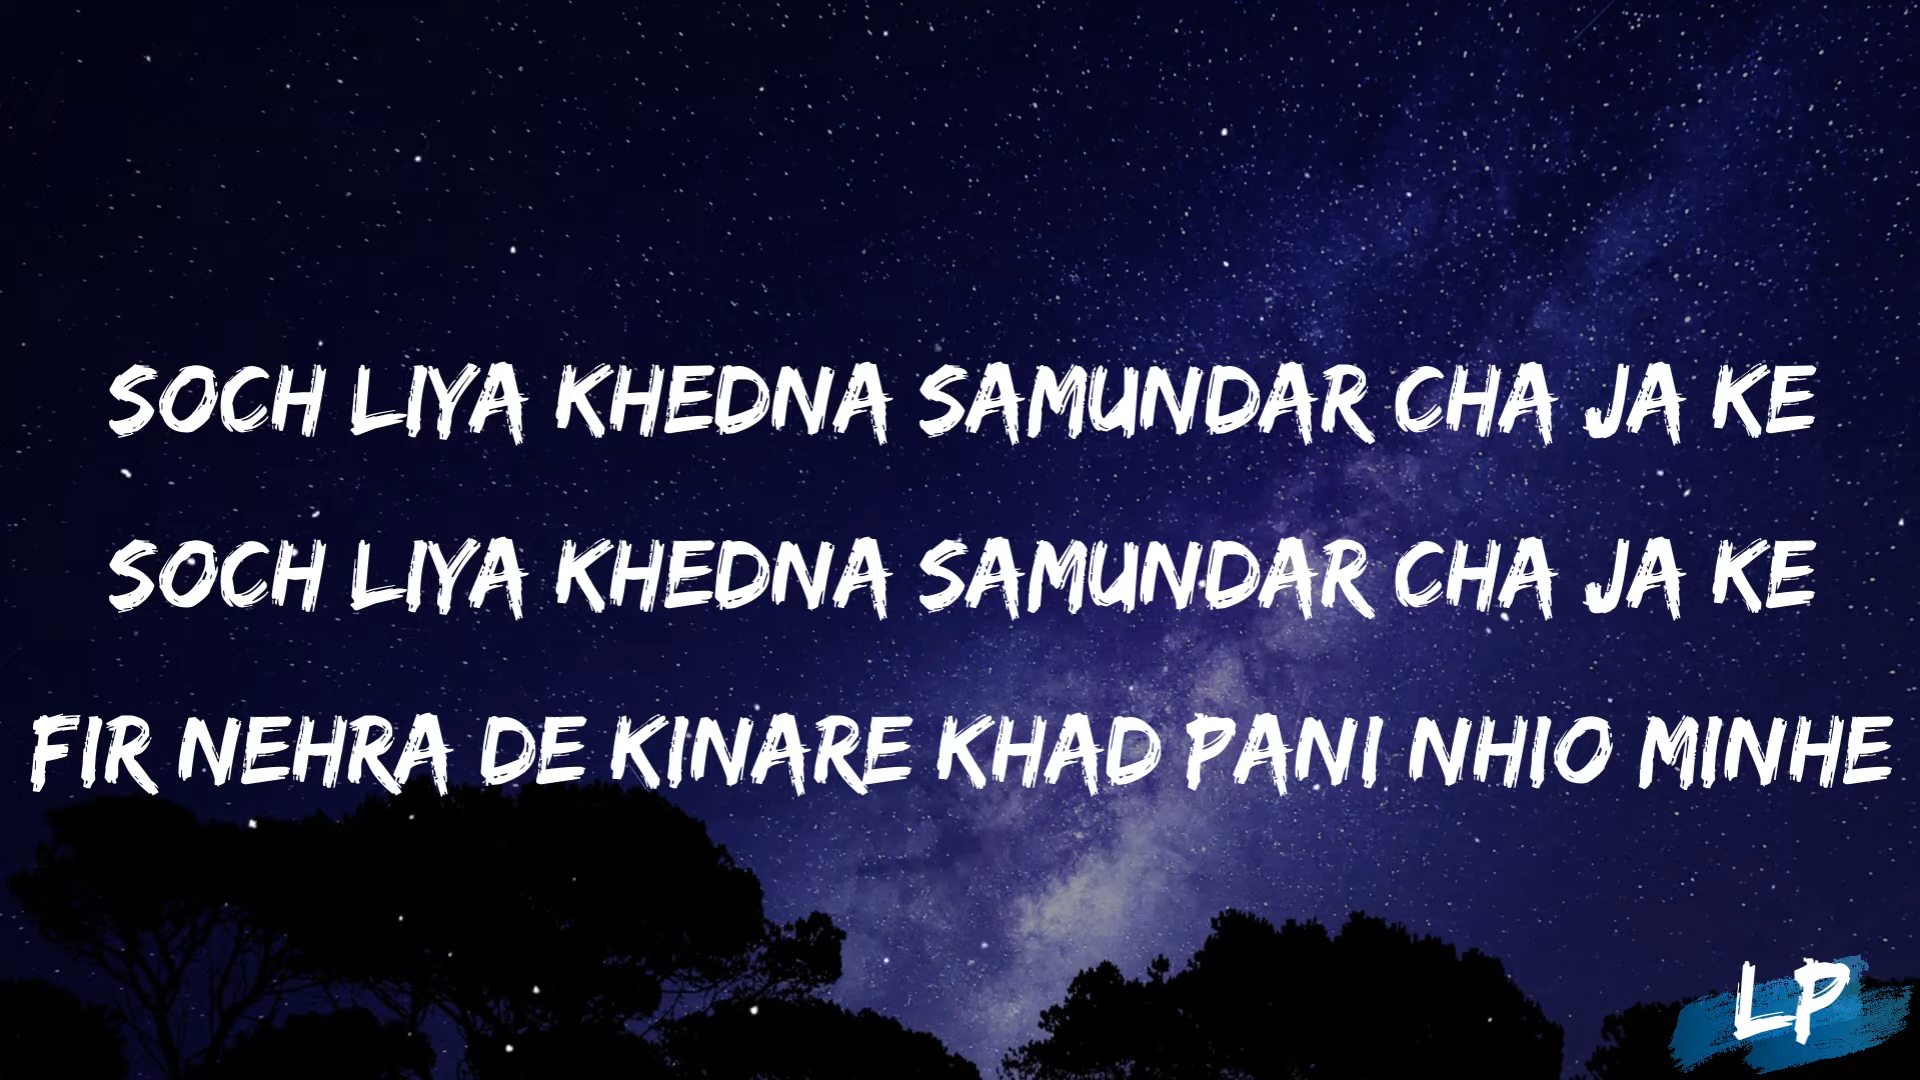 SOCH LIYA KHEDNA SAMUNDAR CHA JA KE
SOCH LIYA KHEDNA SAMUNDAR CHA JA KE
FIR NEHRA DE KINARE KHAD PANI NHIO MINHE
LP